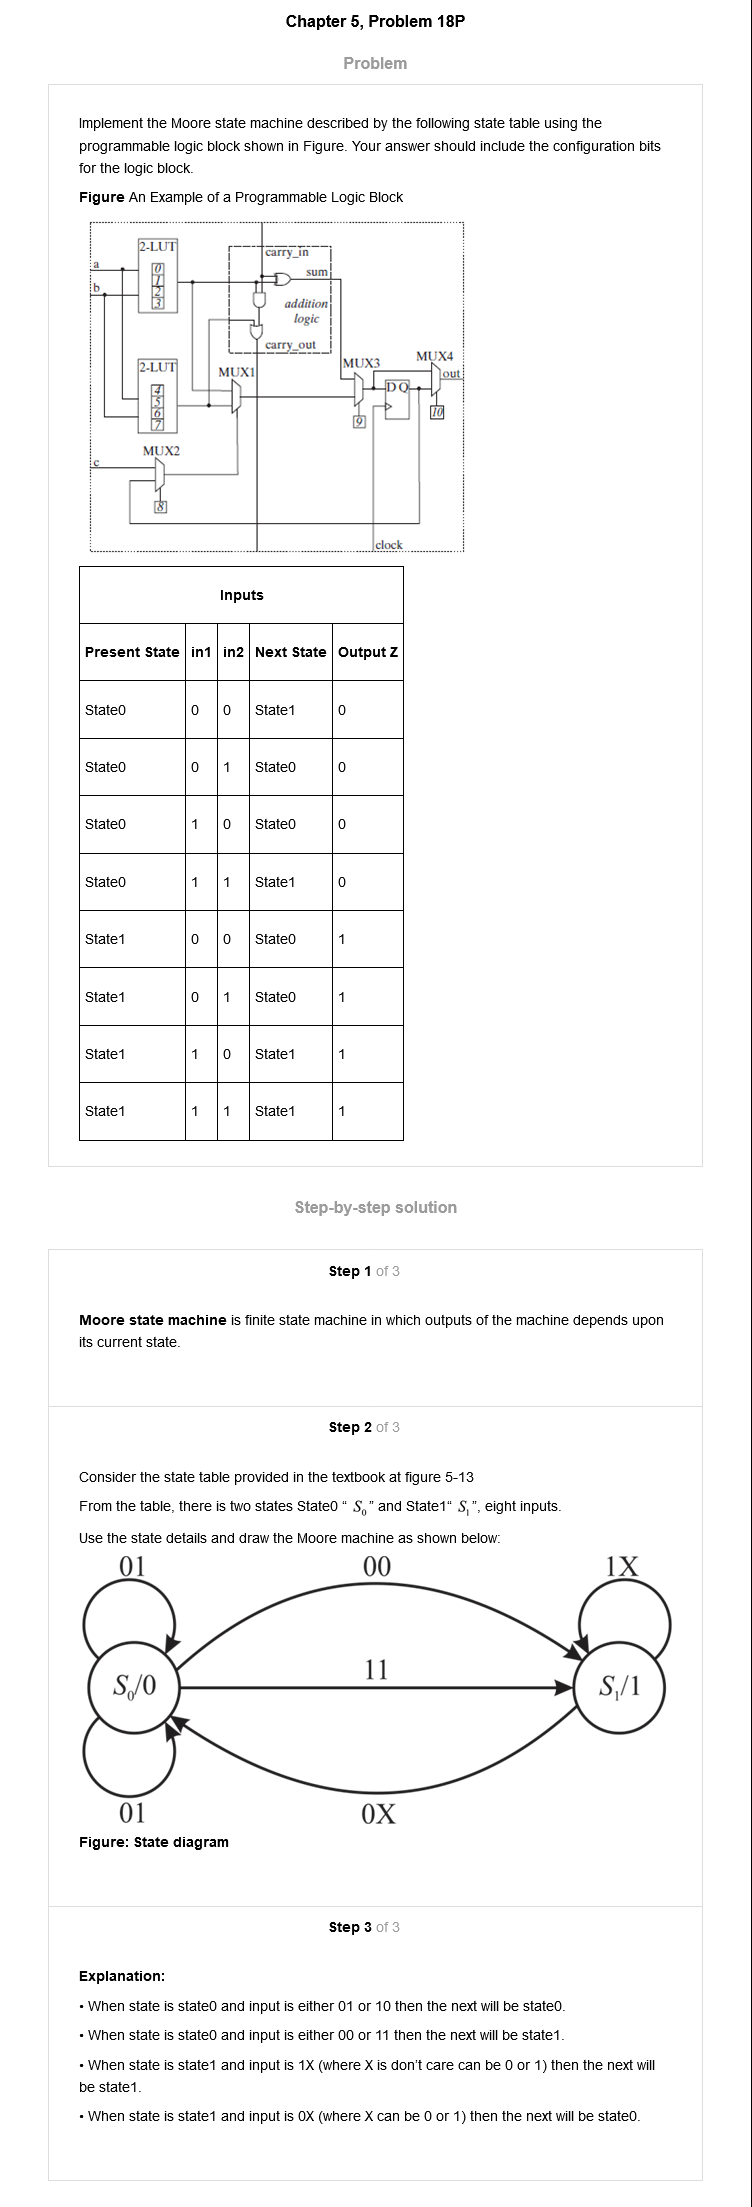 Chapter 5, Problem 18P
Problem
Implement the Moore state machine described by the following state table using the
programmable logic block shown in Figure. Your answer should include the configuration bits
for the logic block.
Figure An Example of a Programmable Logic Block
2-LUT
carry_in
a
0
sum
1
b
2
3
addition
logic
carry_out
2-LUT
MUX1
MUX3
MUX4
out
4
D Q
5
6
7
9
10
MUX2
c
8
clock
Inputs
Present State in1 in2 Next State Output Z
State0 0 0 State1 0
State0 0 1 State0 0
State0 1 0 State0 0
State0 1 1 State1 0
State1 0 0 State0 1
State1 0 1 State0 1
State1 1 0 State1 1
State1 1 1 State1 1
Step-by-step solution
Step 1 of 3
Moore state machine is finite state machine in which outputs of the machine depends upon
its current state.
Step 2 of 3
Consider the state table provided in the textbook at figure 5-13
From the table, there is two states State0 “ S₀” and State1“ S₁”, eight inputs.
Use the state details and draw the Moore machine as shown below:
01 00 1X
11
S₀/0 S₁/1
01 0X
Figure: State diagram
Step 3 of 3
Explanation:
• When state is state0 and input is either 01 or 10 then the next will be state0.
• When state is state0 and input is either 00 or 11 then the next will be state1.
• When state is state1 and input is 1X (where X is don’t care can be 0 or 1) then the next will
be state1.
• When state is state1 and input is 0X (where X can be 0 or 1) then the next will be state0.